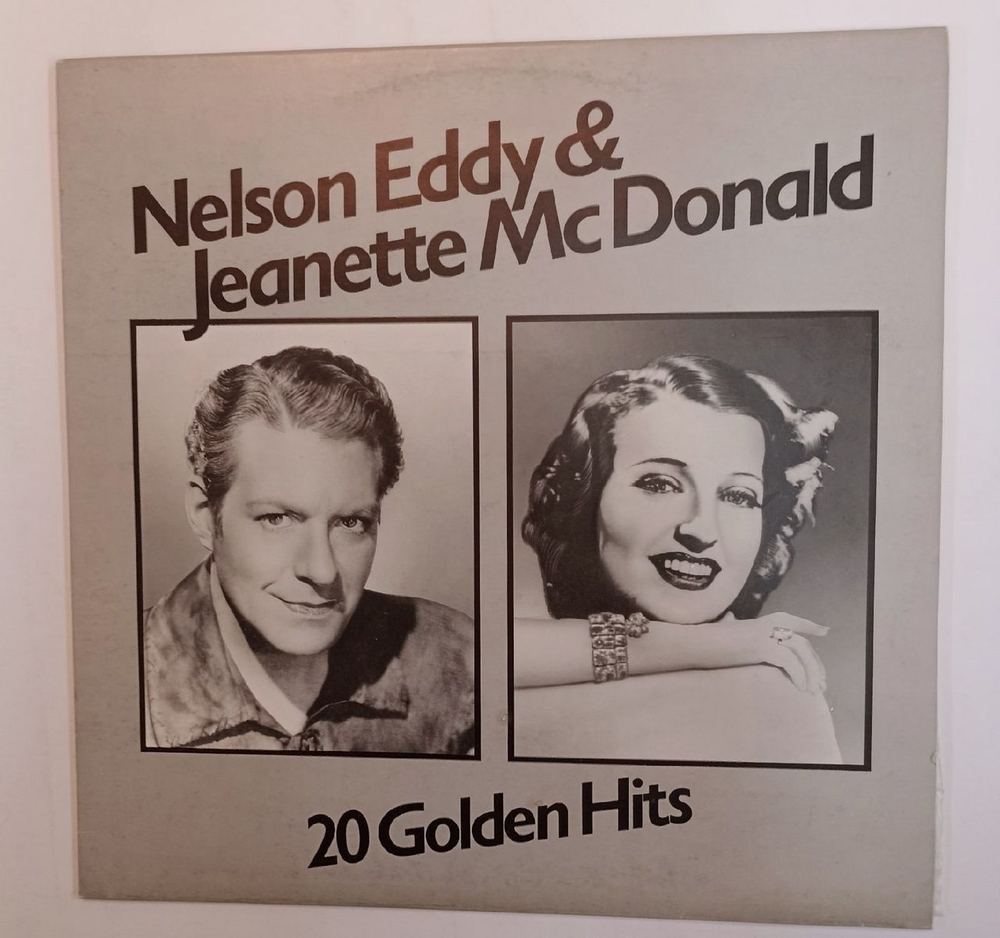 Nelson Eddy &
Jeanette McDonald
20 Golden Hits